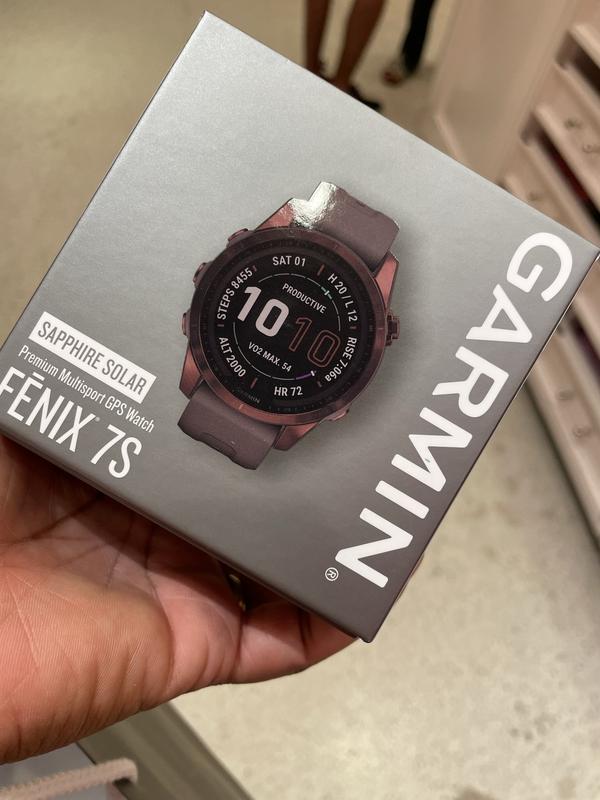 GARMIN®
SAT 01
STEPS 8455
H 20 / L 12
PRODUCTIVE
10 10
VO2 MAX. 54
ALT 2000
RISE 7:06a
HR 72
GARMIN
SAPPHIRE SOLAR
Premium Multisport GPS Watch
FĒNIX® 7S